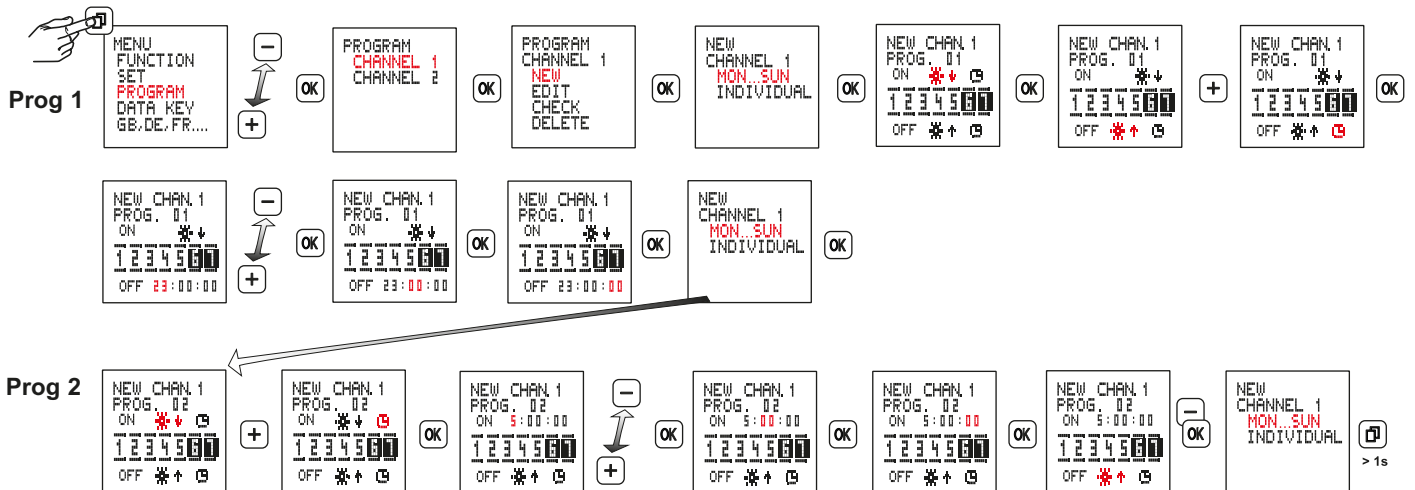 MENU
FUNCTION
SET
PROGRAM
DATA KEY
GB,DE,FR....
Prog 1
−
+
OK
PROGRAM
CHANNEL 1
CHANNEL 2
OK
PROGRAM
CHANNEL 1
NEW
EDIT
CHECK
DELETE
OK
NEW
CHANNEL 1
MON...SUN
INDIVIDUAL
OK
NEW CHAN. 1
PROG. 01
ON
1 2 3 4 5 6 7
OFF
OK
NEW CHAN. 1
PROG. 01
ON
1 2 3 4 5 6 7
OFF
+
NEW CHAN. 1
PROG. 01
ON
1 2 3 4 5 6 7
OFF
OK
NEW CHAN. 1
PROG. 01
ON
1 2 3 4 5 6 7
OFF 23:00:00
−
+
OK
NEW CHAN. 1
PROG. 01
ON
1 2 3 4 5 6 7
OFF 23:00:00
OK
NEW CHAN. 1
PROG. 01
ON
1 2 3 4 5 6 7
OFF 23:00:00
OK
NEW
CHANNEL 1
MON...SUN
INDIVIDUAL
OK
Prog 2
NEW CHAN. 1
PROG. 02
ON
1 2 3 4 5 6 7
OFF
+
NEW CHAN. 1
PROG. 02
ON
1 2 3 4 5 6 7
OFF
OK
NEW CHAN. 1
PROG. 02
ON 5:00:00
1 2 3 4 5 6 7
OFF
−
+
OK
NEW CHAN. 1
PROG. 02
ON 5:00:00
1 2 3 4 5 6 7
OFF
OK
NEW CHAN. 1
PROG. 02
ON 5:00:00
1 2 3 4 5 6 7
OFF
OK
NEW CHAN. 1
PROG. 02
ON 5:00:00
1 2 3 4 5 6 7
OFF
−
OK
NEW
CHANNEL 1
MON...SUN
INDIVIDUAL
> 1s